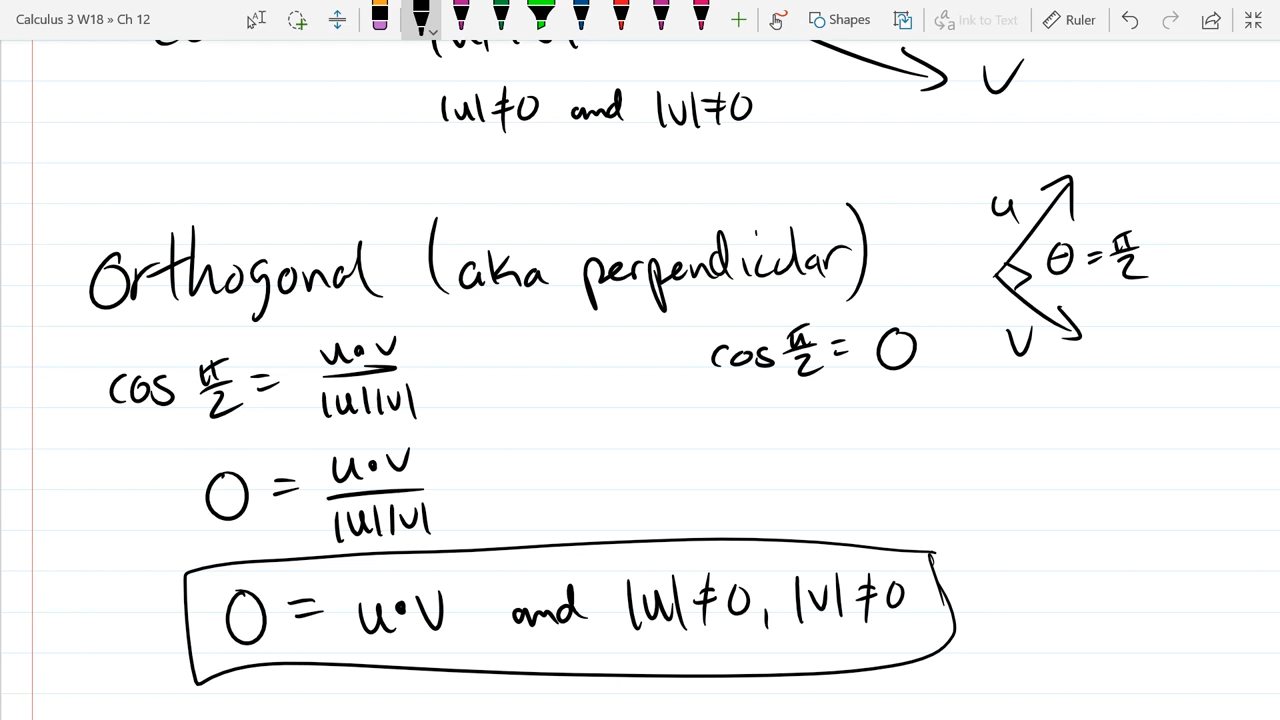 Calculus 3 W18 » Ch 12
Shapes
Ink to Text
Ruler
v
|u|≠0 and |v|≠0
u
Orthogonal (aka perpendicular)
θ = π/2
v
cos π/2 = u•v/|u||v|
cos π/2 = 0
0 = u•v/|u||v|
0 = u•v and |u|≠0, |v|≠0